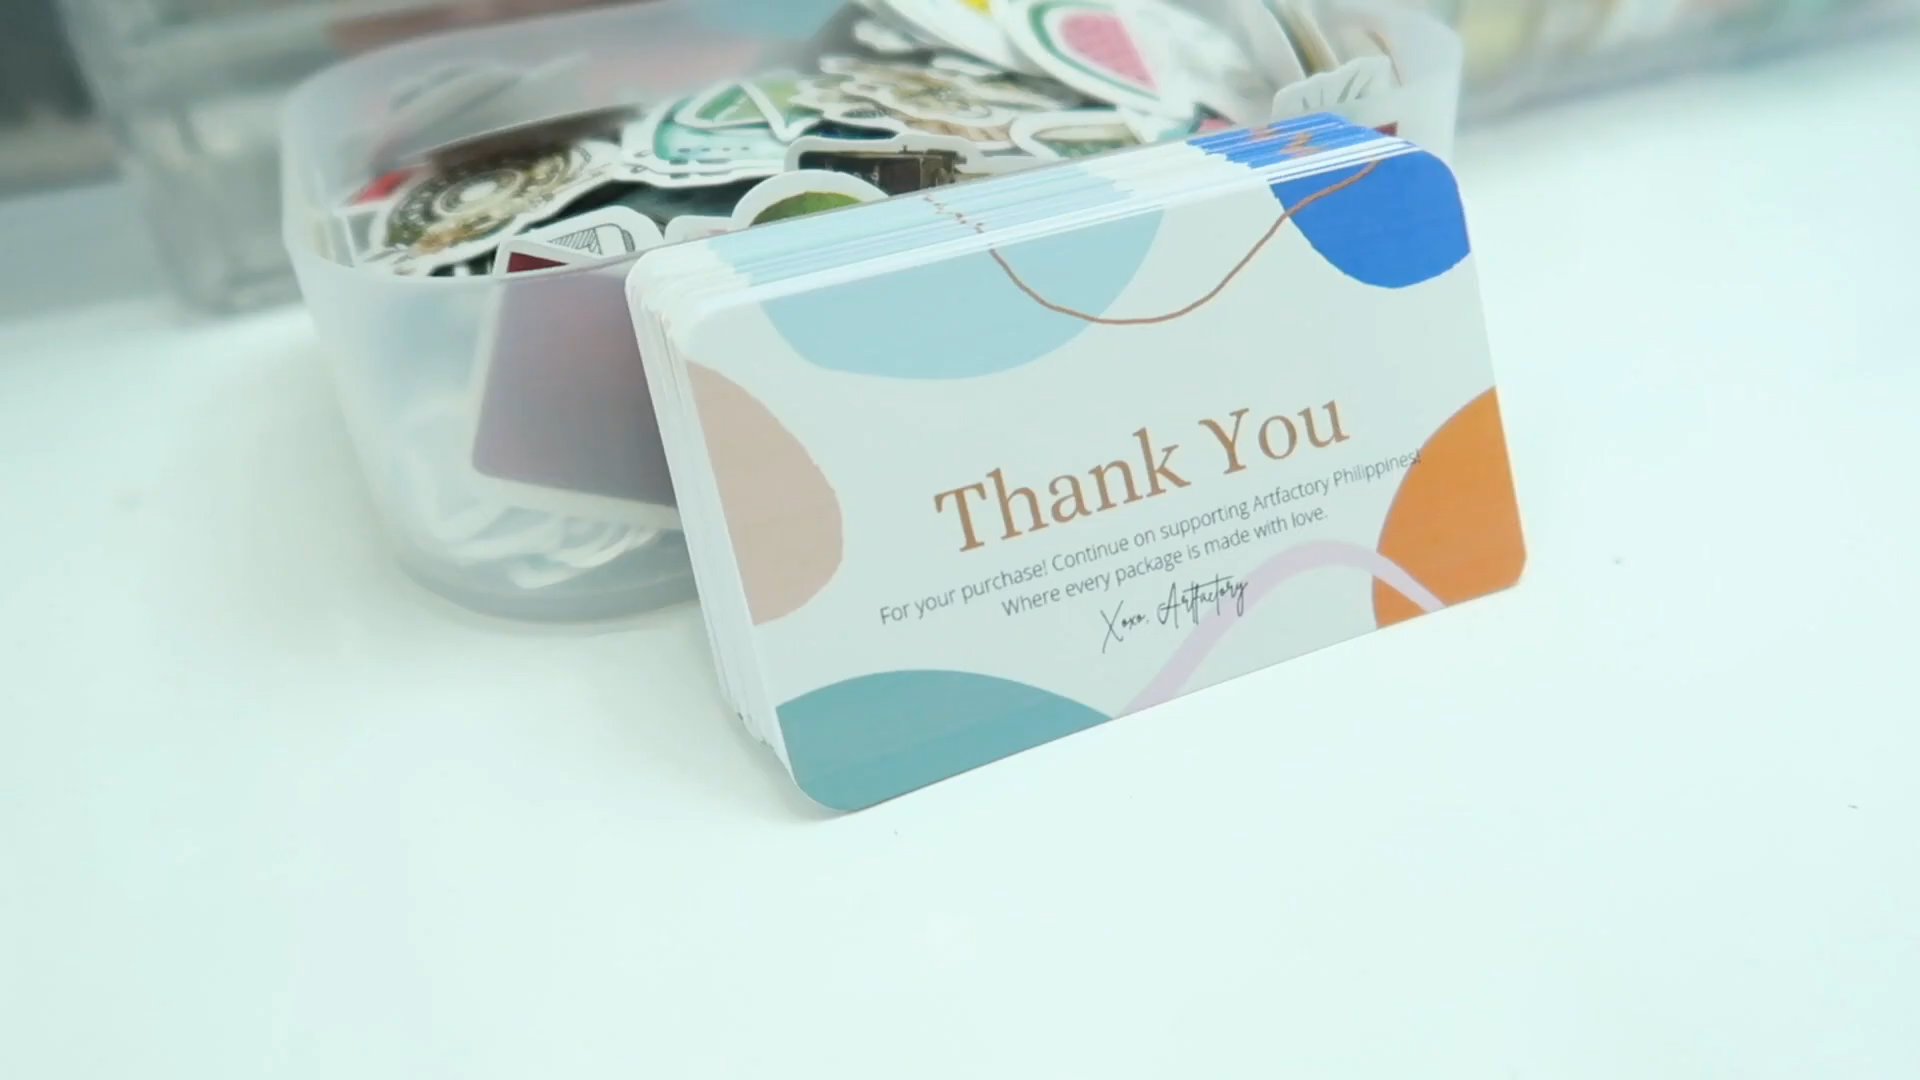 Thank You
For your purchase! Continue on supporting Artfactory Philippines!
Where every package is made with love.
Xoxo, Artfactory